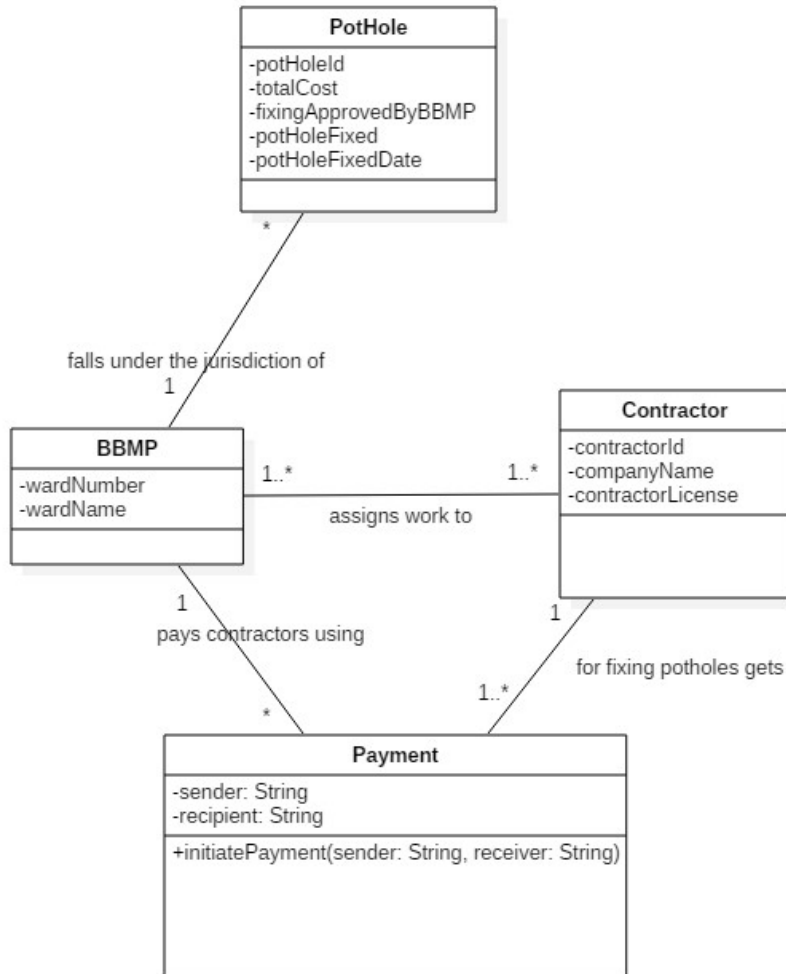 PotHole
-potHoleId
-totalCost
-fixingApprovedByBBMP
-potHoleFixed
-potHoleFixedDate
*
falls under the jurisdiction of
1
BBMP
-wardNumber
-wardName
1..*
1..*
assigns work to
Contractor
-contractorId
-companyName
-contractorLicense
1
pays contractors using
*
1
for fixing potholes gets
1..*
Payment
-sender: String
-recipient: String
+initiatePayment(sender: String, receiver: String)